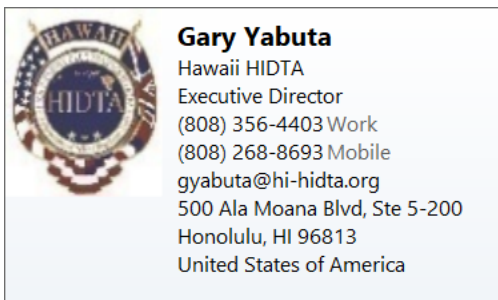 HAWAII
HIDTA
Gary Yabuta
Hawaii HIDTA
Executive Director
(808) 356-4403 Work
(808) 268-8693 Mobile
gyabuta@hi-hidta.org
500 Ala Moana Blvd, Ste 5-200
Honolulu, HI 96813
United States of America